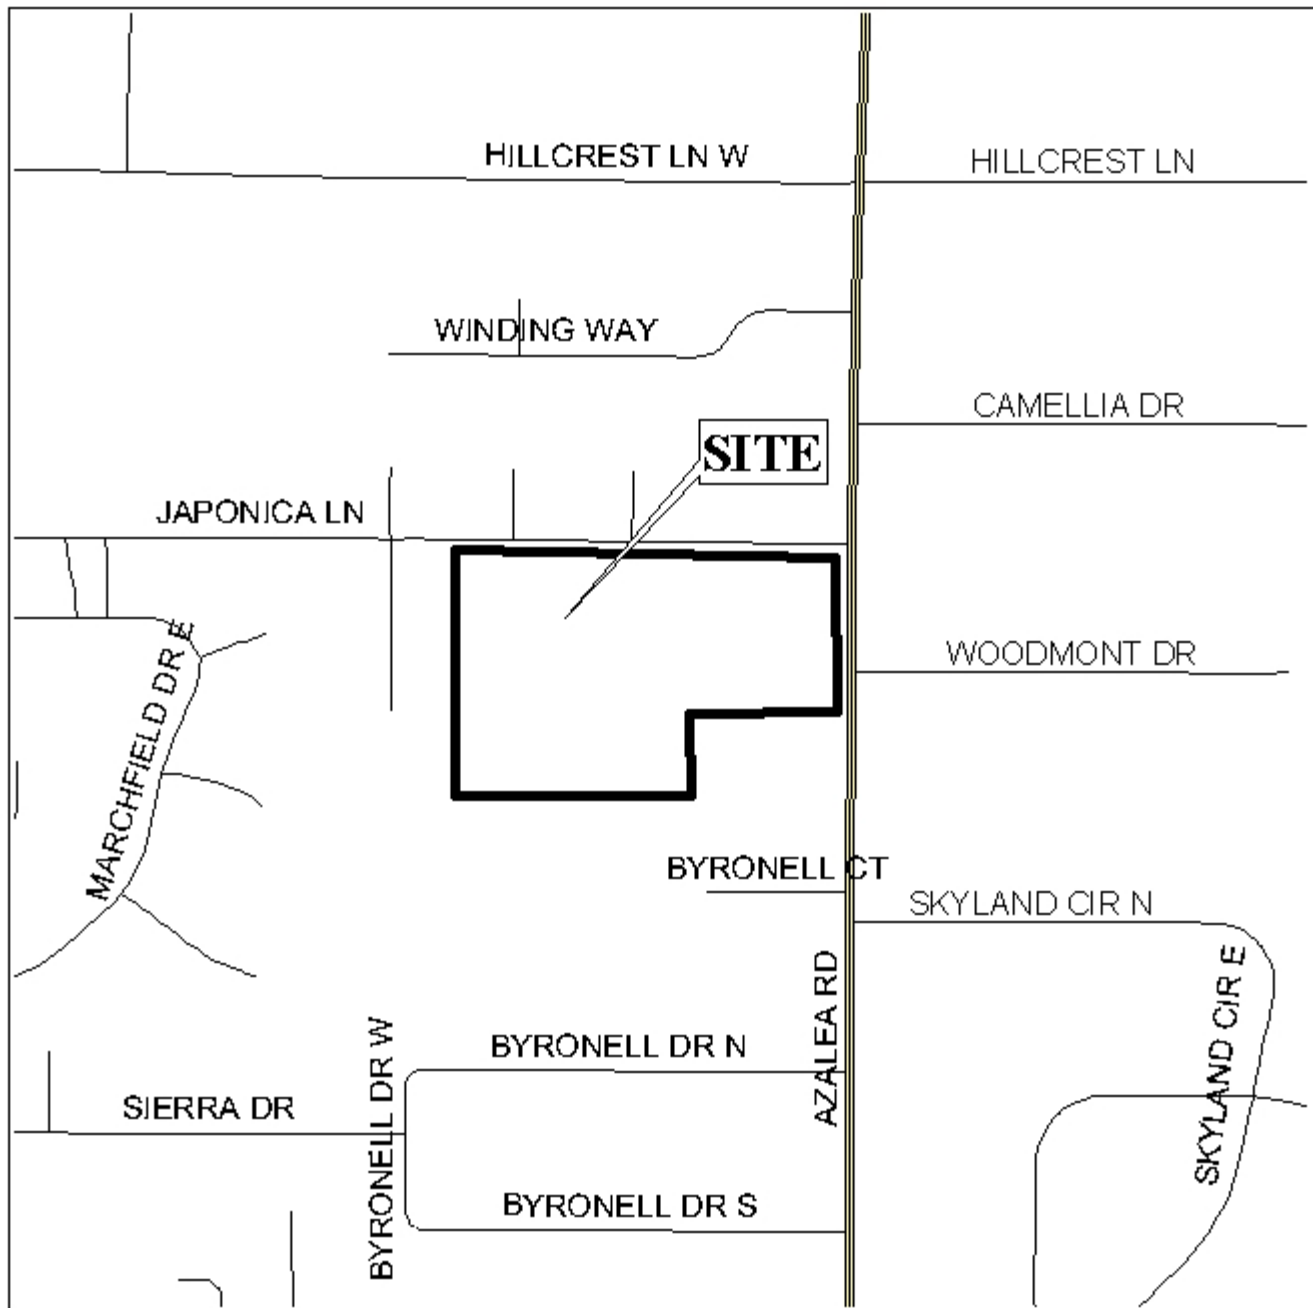 HILLCREST LN W
HILLCREST LN
WINDING WAY
CAMELLIA DR
SITE
JAPONICA LN
WOODMONT DR
MARCHFIELD DR E
BYRONELL CT
SKYLAND CIR N
SKYLAND CIR E
AZALEA RD
BYRONELL DR W
BYRONELL DR N
SIERRA DR
BYRONELL DR S